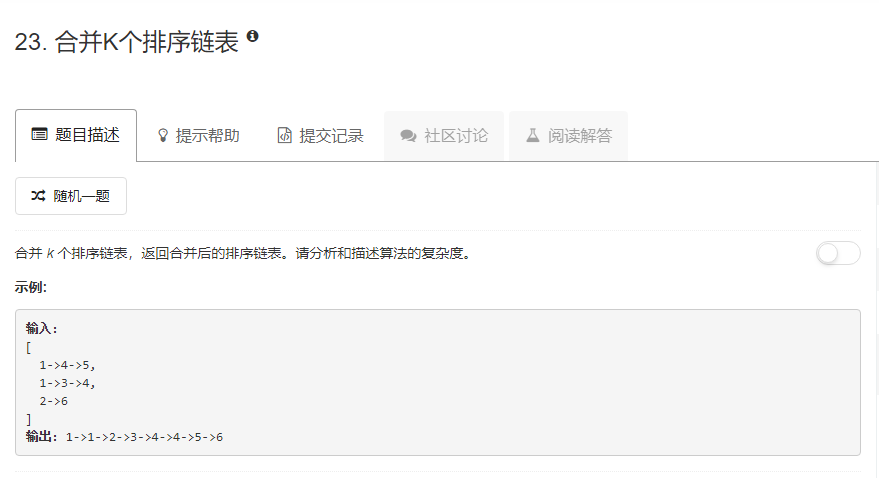 23. 合并K个排序链表
题目描述 提示帮助 提交记录 社区讨论 阅读解答
随机一题
合并 k 个排序链表，返回合并后的排序链表。请分析和描述算法的复杂度。
示例：
输入：
[
1->4->5,
1->3->4,
2->6
]
输出：1->1->2->3->4->4->5->6